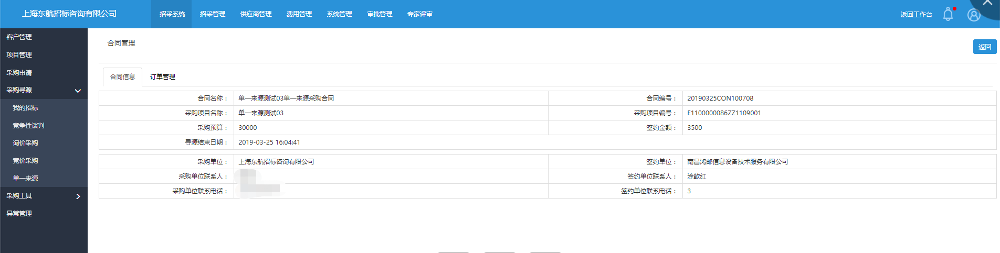 上海东航招标咨询有限公司 招采系统 招采管理 供应商管理 费用管理 系统管理 审批管理 专家评审 返回工作台
客户管理
项目管理
采购申请
采购寻源
我的招标
竞争性谈判
询价采购
竞价采购
单一来源
采购工具
异常管理
合同管理
返回
合同信息 订单管理
合同名称： 单一来源测试03单一来源采购合同 合同编号： 20190325CON100708
采购项目名称： 单一来源测试03 采购项目编号： E1100000086ZZ1109001
采购预算： 30000 签约金额： 3500
寻源结束日期： 2019-03-25 16:04:41
采购单位： 上海东航招标咨询有限公司 签约单位： 南昌鸿邮信息设备技术服务有限公司
采购单位联系人： 签约单位联系人： 涂歆红
采购单位联系电话： 签约单位联系电话： 3